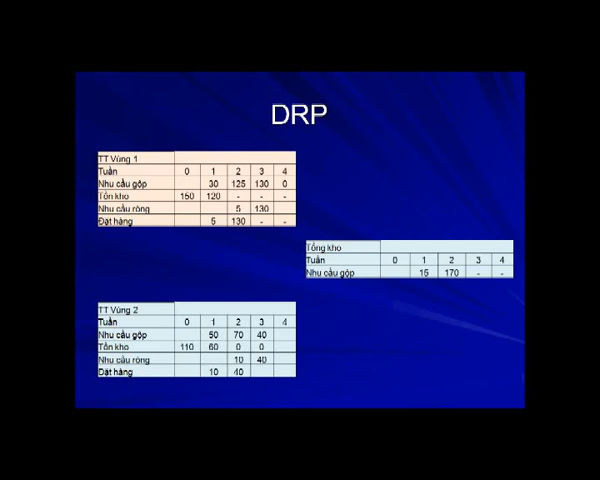 DRP
TT Vùng 1
Tuần 0 1 2 3 4
Nhu cầu gộp 30 125 130 0
Tồn kho 150 120 - - -
Nhu cầu ròng 5 130
Đặt hàng 5 130 - -
Tổng kho
Tuần 0 1 2 3 4
Nhu cầu gộp 15 170 - -
TT Vùng 2
Tuần 0 1 2 3 4
Nhu cầu gộp 50 70 40
Tồn kho 110 60 0 0
Nhu cầu ròng 10 40
Đặt hàng 10 40